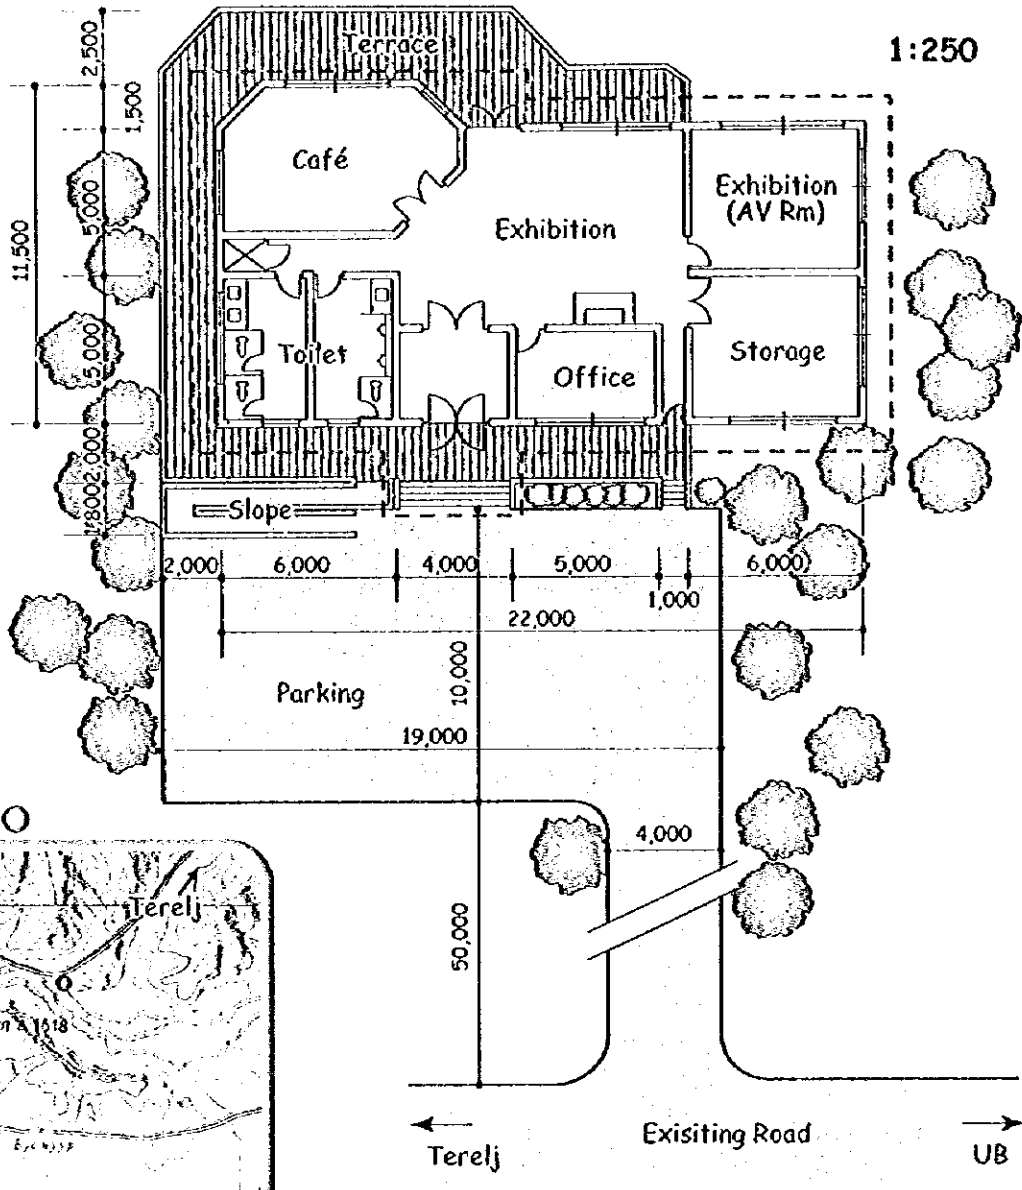 Terrace
1:250
2,500
1,500
Café
5,000
11,500
Exhibition
(AV Rm)
Exhibition
5,000
Toilet
Office
Storage
2,000
1,800
Slope
2,000
6,000
4,000
5,000
6,000
1,000
22,000
10,000
Parking
19,000
4,000
Terelj
50,000
1518
Exisiting Road
Terelj
UB